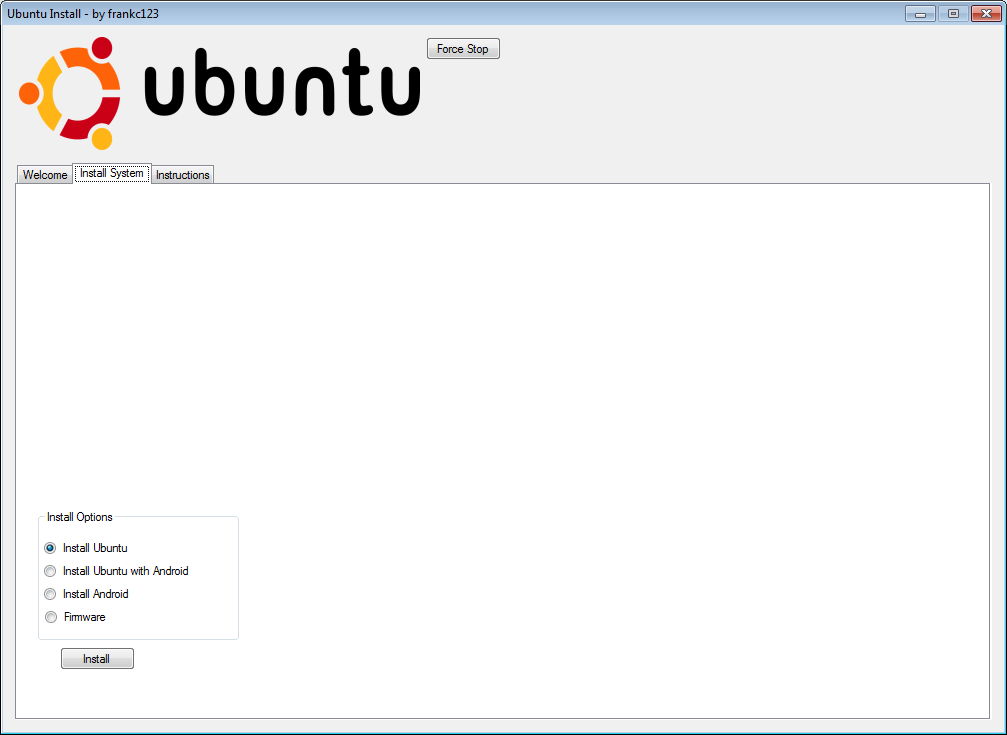 Ubuntu Install - by frankc123
ubuntu
Force Stop
Welcome
Install System
Instructions
Install Options
Install Ubuntu
Install Ubuntu with Android
Install Android
Firmware
Install